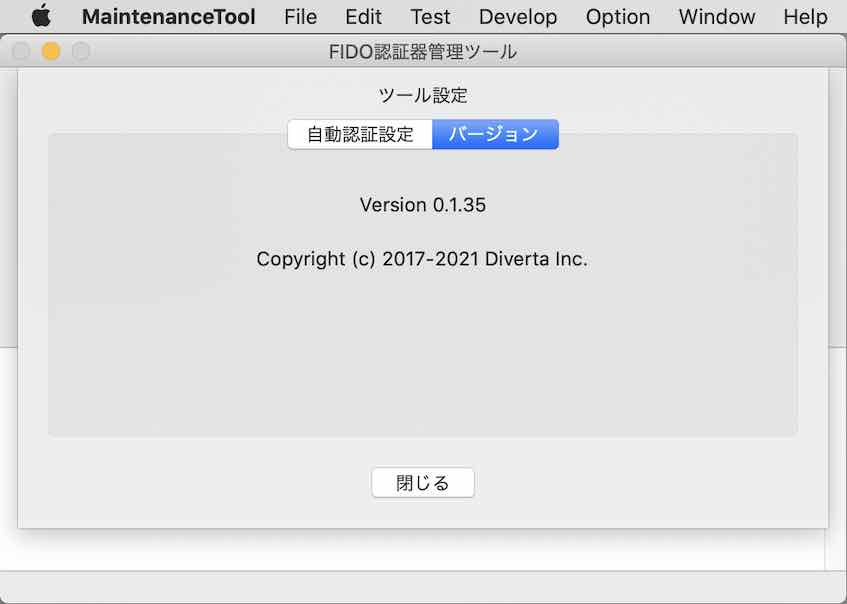 MaintenanceTool File Edit Test Develop Option Window Help
FIDO認証器管理ツール
ツール設定
自動認証設定 バージョン
Version 0.1.35
Copyright (c) 2017-2021 Diverta Inc.
閉じる